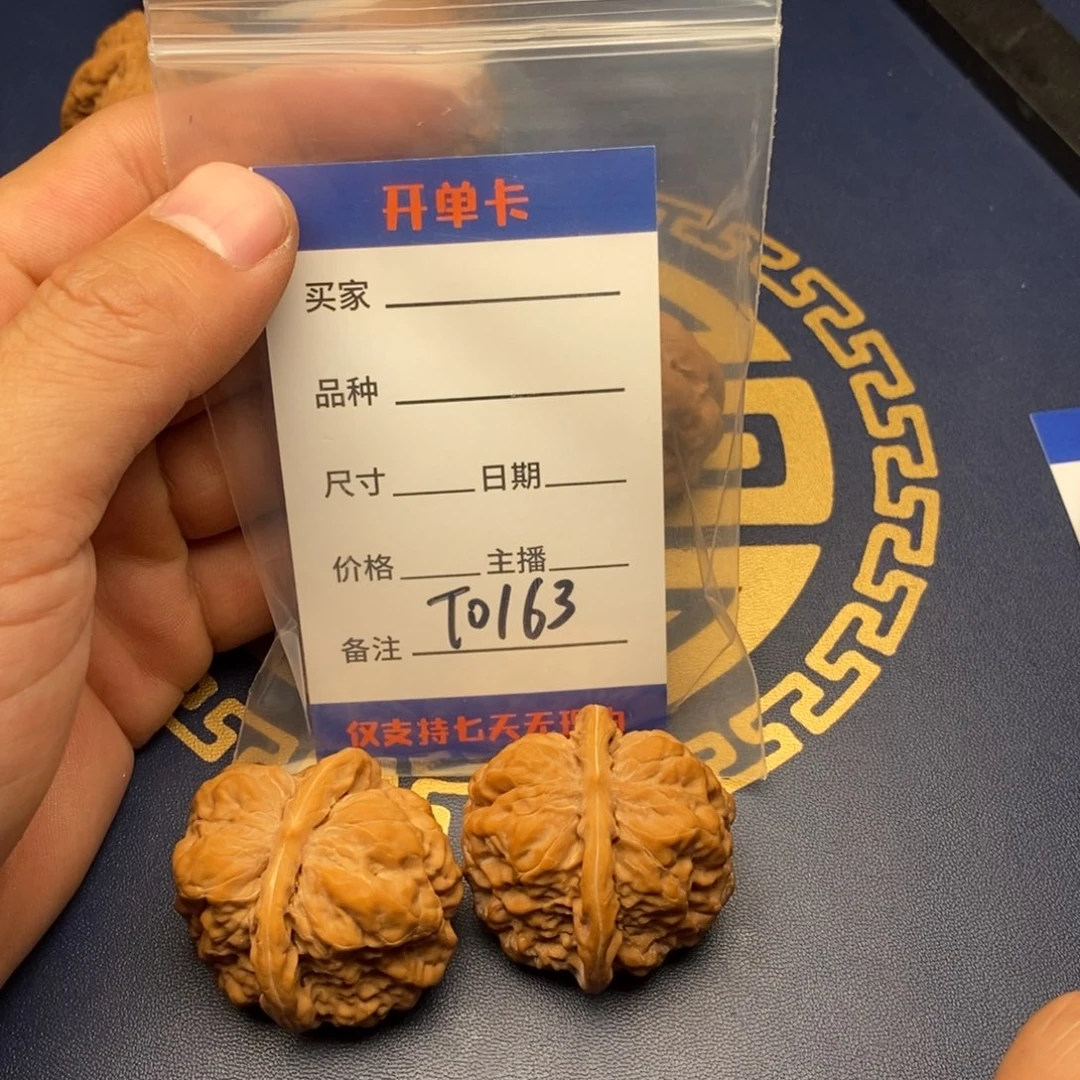 开单卡
买家
品种
尺寸 日期
价格 主播
T0163
备注
仅支持七天无理由